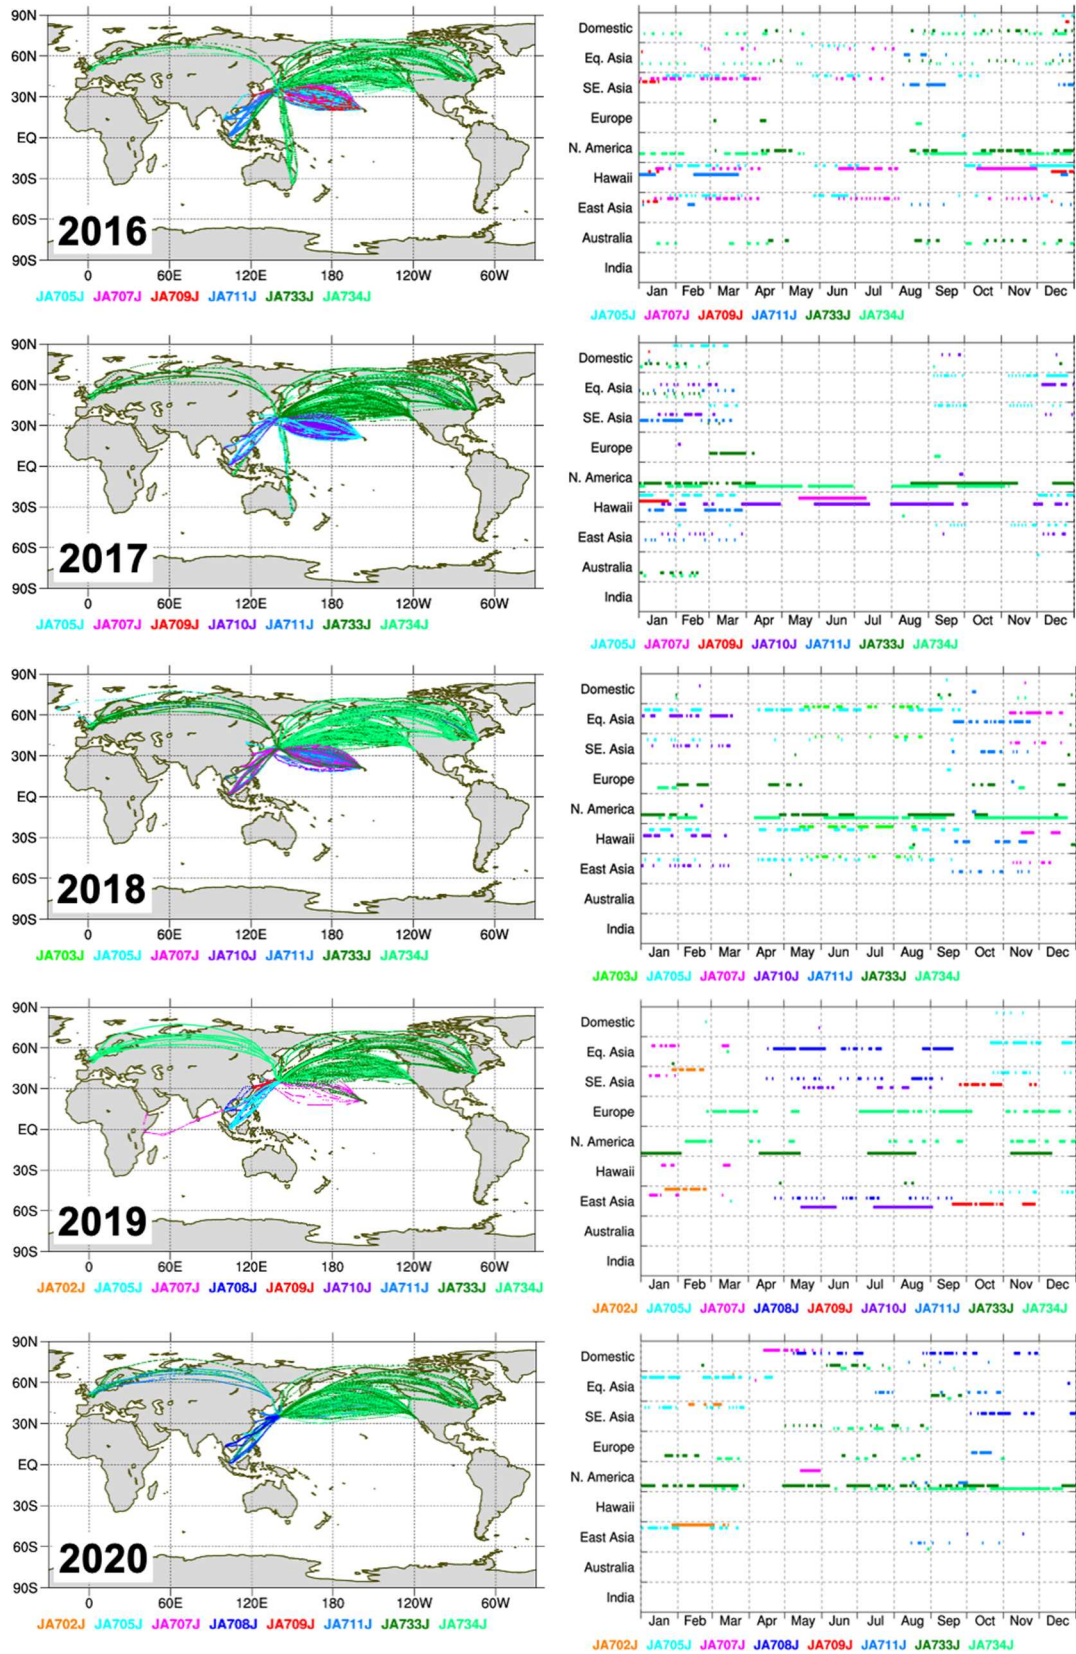 90N
60N
30N
EQ
30S
60S
90S
2016
0 60E 120E 180 120W 60W
JA705J JA707J JA709J JA711J JA733J JA734J
Domestic
Eq. Asia
SE. Asia
Europe
N. America
Hawaii
East Asia
Australia
India
Jan Feb Mar Apr May Jun Jul Aug Sep Oct Nov Dec
JA705J JA707J JA709J JA711J JA733J JA734J
90N
60N
30N
EQ
30S
60S
90S
2017
0 60E 120E 180 120W 60W
JA705J JA707J JA709J JA710J JA711J JA733J JA734J
Domestic
Eq. Asia
SE. Asia
Europe
N. America
Hawaii
East Asia
Australia
India
Jan Feb Mar Apr May Jun Jul Aug Sep Oct Nov Dec
JA705J JA707J JA709J JA710J JA711J JA733J JA734J
90N
60N
30N
EQ
30S
60S
90S
2018
0 60E 120E 180 120W 60W
JA703J JA705J JA707J JA710J JA711J JA733J JA734J
Domestic
Eq. Asia
SE. Asia
Europe
N. America
Hawaii
East Asia
Australia
India
Jan Feb Mar Apr May Jun Jul Aug Sep Oct Nov Dec
JA703J JA705J JA707J JA710J JA711J JA733J JA734J
90N
60N
30N
EQ
30S
60S
90S
2019
0 60E 120E 180 120W 60W
JA702J JA705J JA707J JA708J JA709J JA710J JA711J JA733J JA734J
Domestic
Eq. Asia
SE. Asia
Europe
N. America
Hawaii
East Asia
Australia
India
Jan Feb Mar Apr May Jun Jul Aug Sep Oct Nov Dec
JA702J JA705J JA707J JA708J JA709J JA710J JA711J JA733J JA734J
90N
60N
30N
EQ
30S
60S
90S
2020
0 60E 120E 180 120W 60W
JA702J JA705J JA707J JA708J JA709J JA711J JA733J JA734J
Domestic
Eq. Asia
SE. Asia
Europe
N. America
Hawaii
East Asia
Australia
India
Jan Feb Mar Apr May Jun Jul Aug Sep Oct Nov Dec
JA702J JA705J JA707J JA708J JA709J JA711J JA733J JA734J